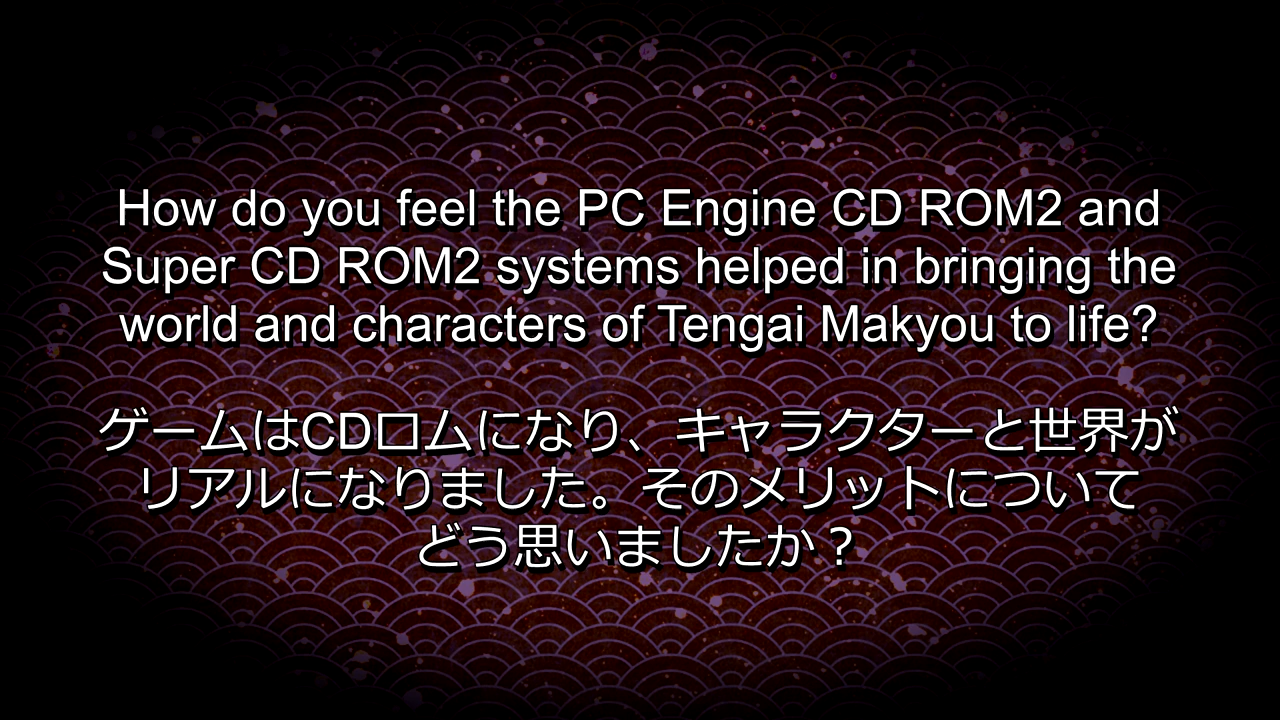 How do you feel the PC Engine CD ROM2 and
Super CD ROM2 systems helped in bringing the
world and characters of Tengai Makyou to life?
ゲームはCDロムになり、キャラクターと世界が
リアルになりました。そのメリットについて
どう思いましたか？